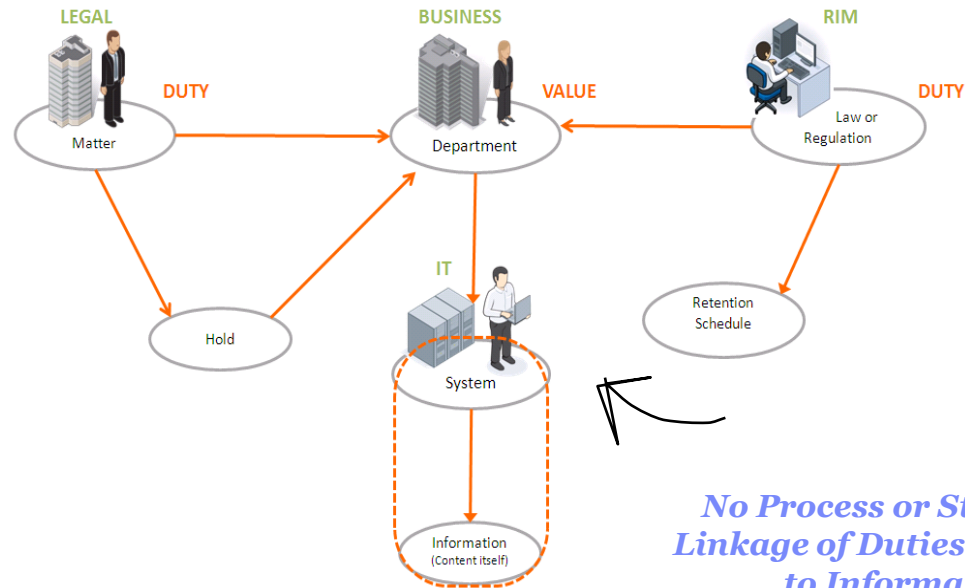 LEGAL
BUSINESS
RIM
DUTY
VALUE
DUTY
Matter
Department
Law or
Regulation
IT
Hold
Retention
Schedule
System
No Process or
Linkage of Duties
to
Information
(Content itself)